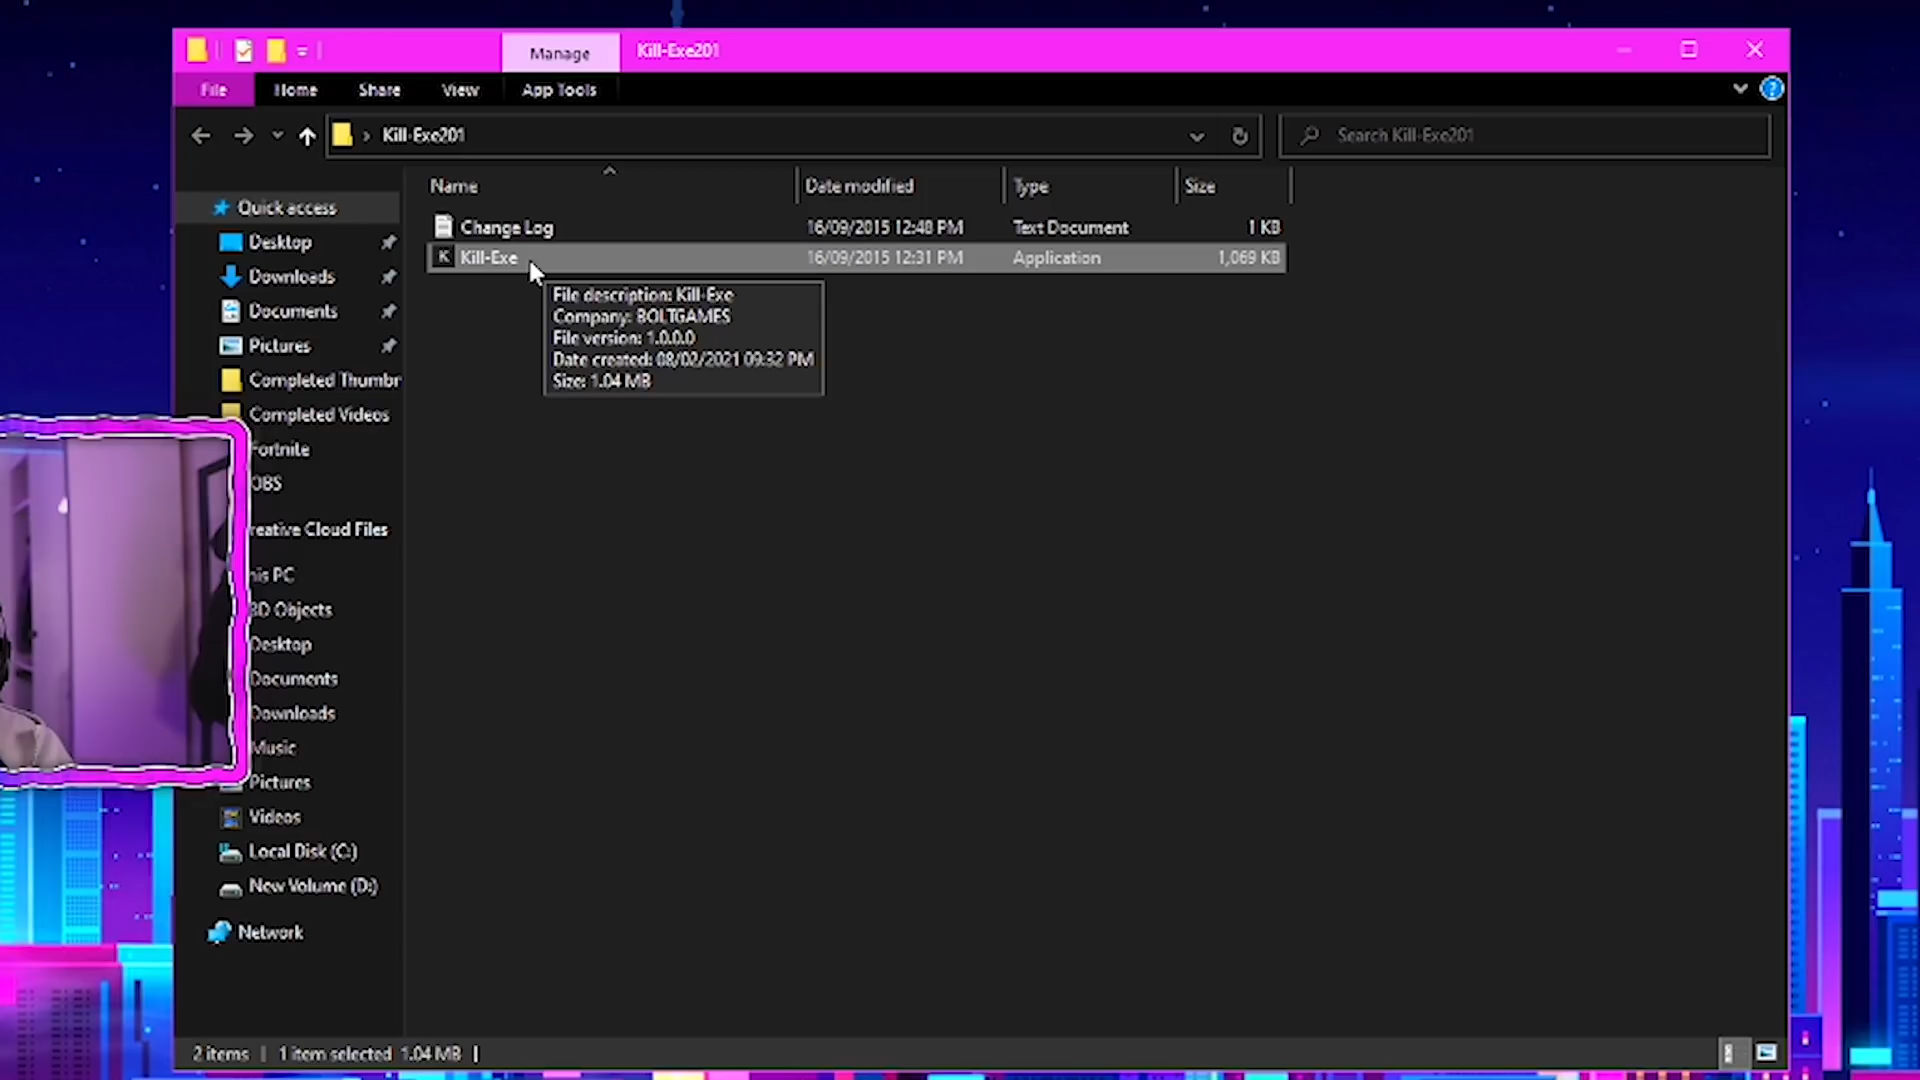 Manage
Kill-Exe201
File
Home
Share
View
App Tools
Kill-Exe201
Search Kill-Exe201
Name
Date modified
Type
Size
Quick access
Change Log
16/09/2015 12:48 PM
Text Document
1 KB
Desktop
Kill-Exe
16/09/2015 12:31 PM
Application
1,069 KB
Downloads
File description: Kill-Exe
Company: BOLTGAMES
File version: 1.0.0.0
Date created: 08/02/2021 09:32 PM
Size: 1.04 MB
Documents
Pictures
Completed Thumbr
Completed Videos
Fortnite
OBS
reative Cloud Files
his PC
3D Objects
Desktop
Documents
Downloads
Music
Pictures
Videos
Local Disk (C:)
New Volume (D:)
Network
2 items
1 item selected 1.04 MB